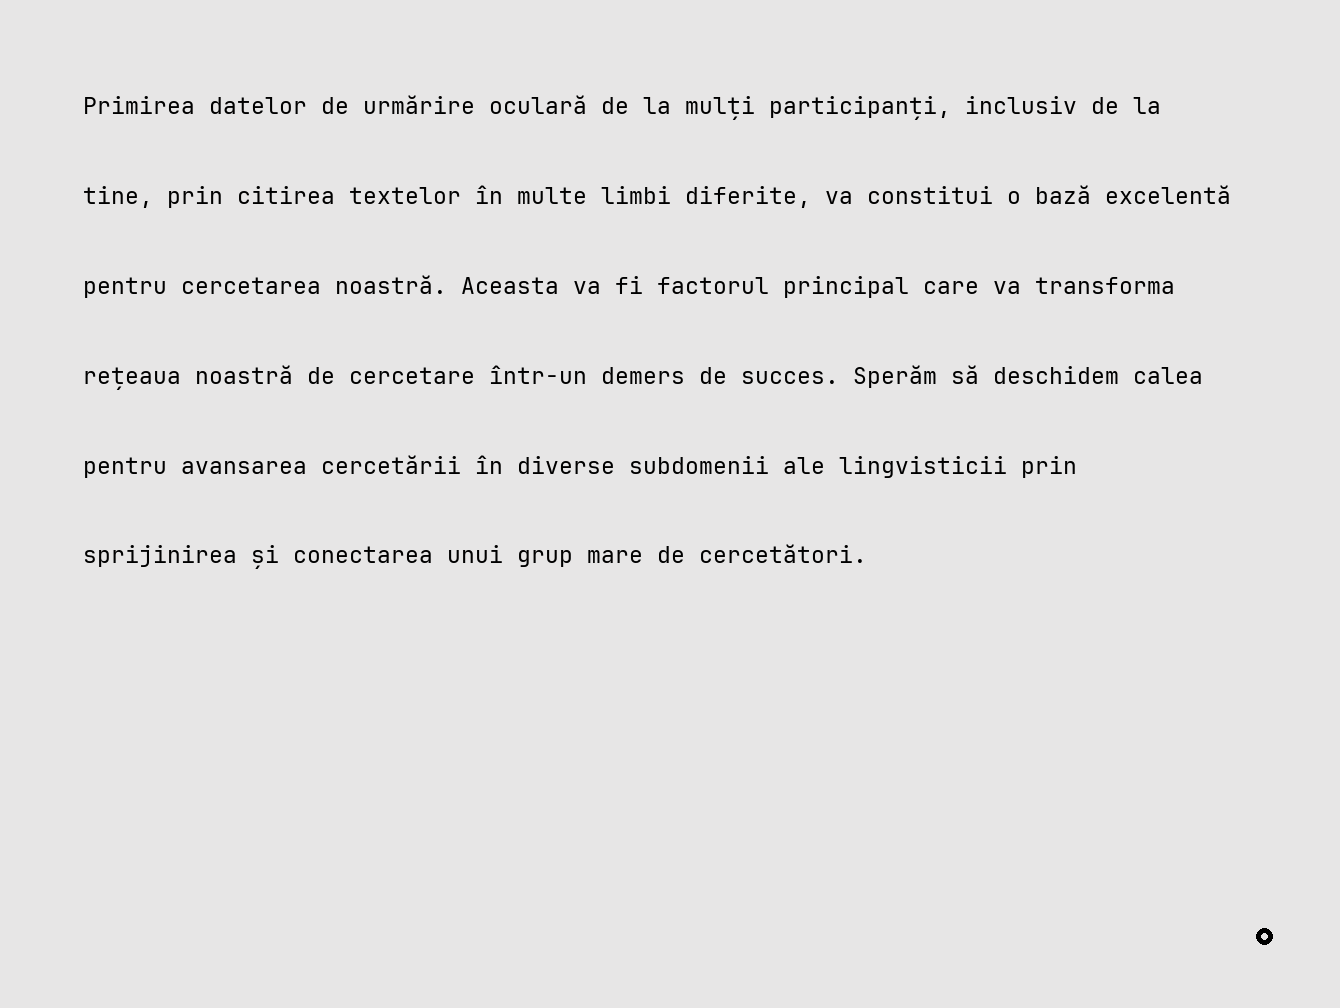 Primirea datelor de urmărire oculară de la mulți participanți, inclusiv de la
tine, prin citirea textelor în multe limbi diferite, va constitui o bază excelentă
pentru cercetarea noastră. Aceasta va fi factorul principal care va transforma
rețeaua noastră de cercetare într-un demers de succes. Sperăm să deschidem calea
pentru avansarea cercetării în diverse subdomenii ale lingvisticii prin
sprijinirea și conectarea unui grup mare de cercetători.